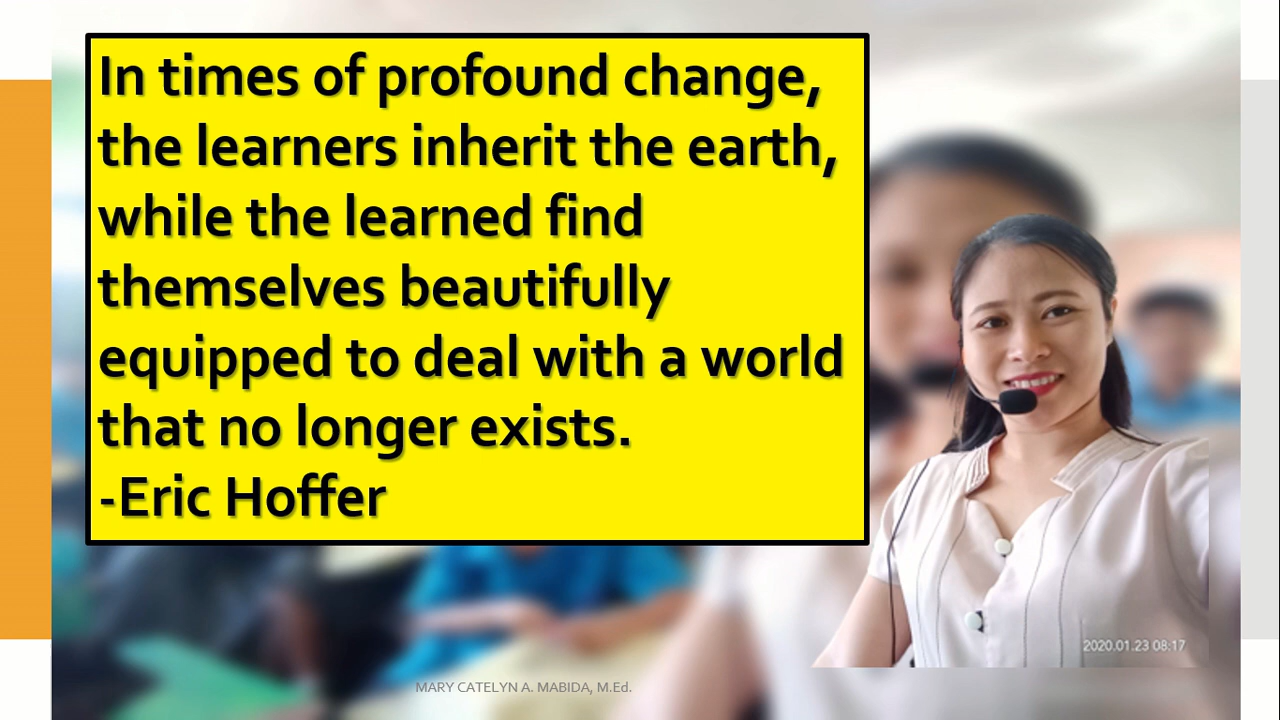 In times of profound change,
the learners inherit the earth,
while the learned find
themselves beautifully
equipped to deal with a world
that no longer exists.
-Eric Hoffer
2020.01.23 08:17
MARY CATELYN A. MABIDA, M.Ed.